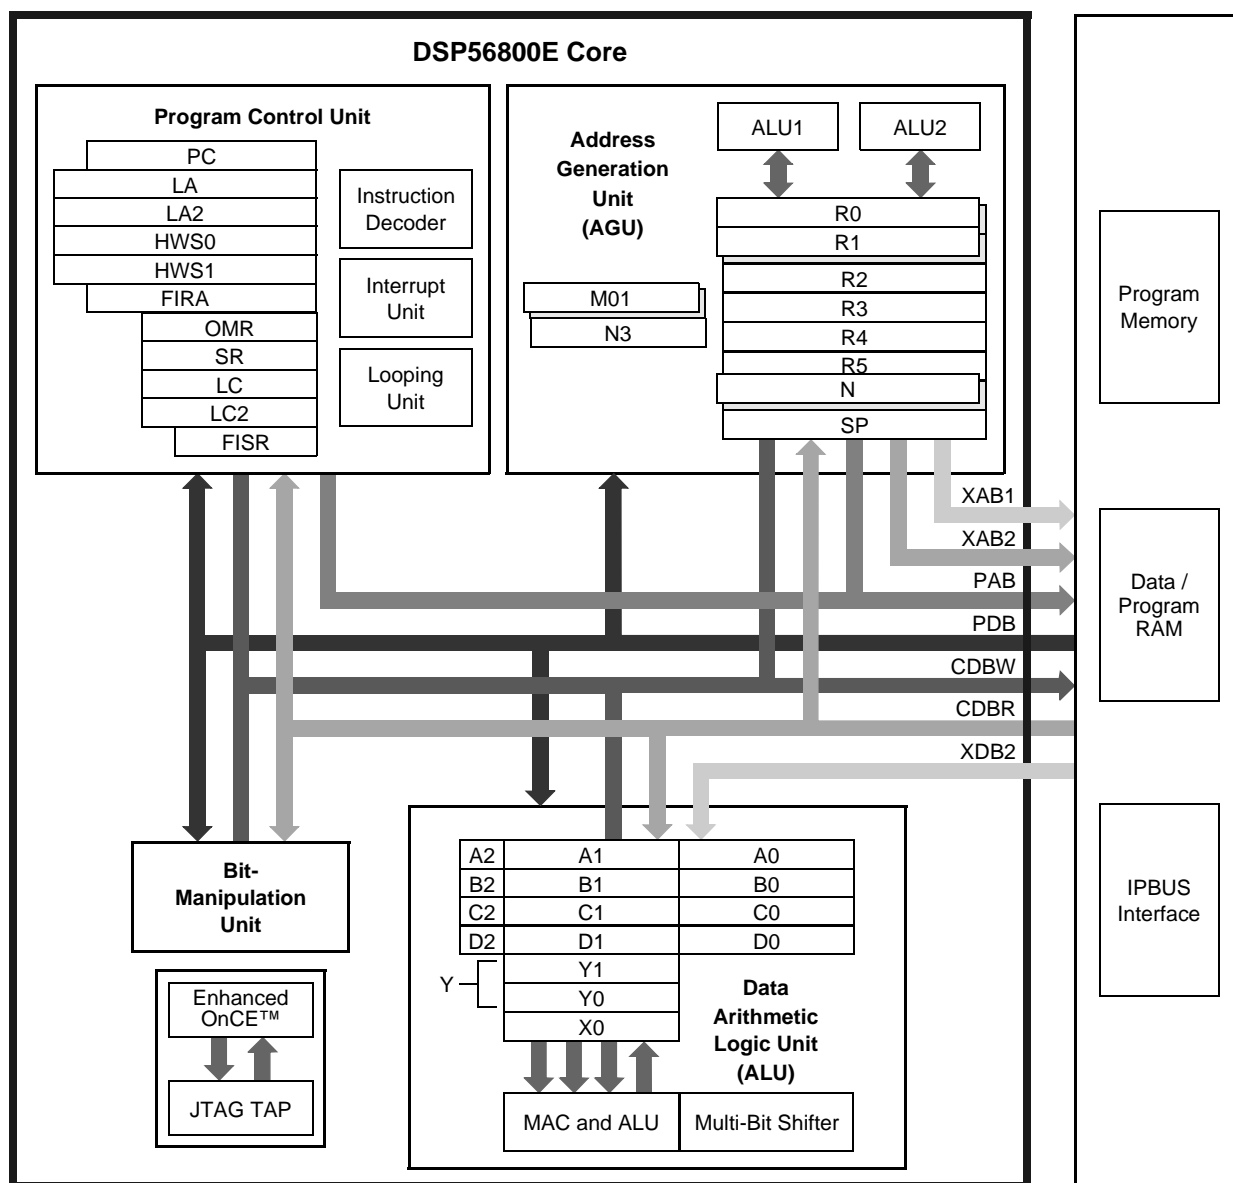 DSP56800E Core
Program Control Unit
PC
LA
LA2
HWS0
HWS1
FIRA
OMR
SR
LC
LC2
FISR
Instruction
Decoder
Interrupt
Unit
Looping
Unit
Address
Generation
Unit
(AGU)
ALU1
ALU2
R0
R1
R2
R3
R4
R5
N
SP
M01
N3
XAB1
XAB2
PAB
PDB
CDBW
CDBR
XDB2
Program
Memory
Data /
Program
RAM
IPBUS
Interface
Bit-
Manipulation
Unit
Enhanced
OnCE™
JTAG TAP
A2 A1 A0
B2 B1 B0
C2 C1 C0
D2 D1 D0
Y
Y1
Y0
X0
Data
Arithmetic
Logic Unit
(ALU)
MAC and ALU
Multi-Bit Shifter